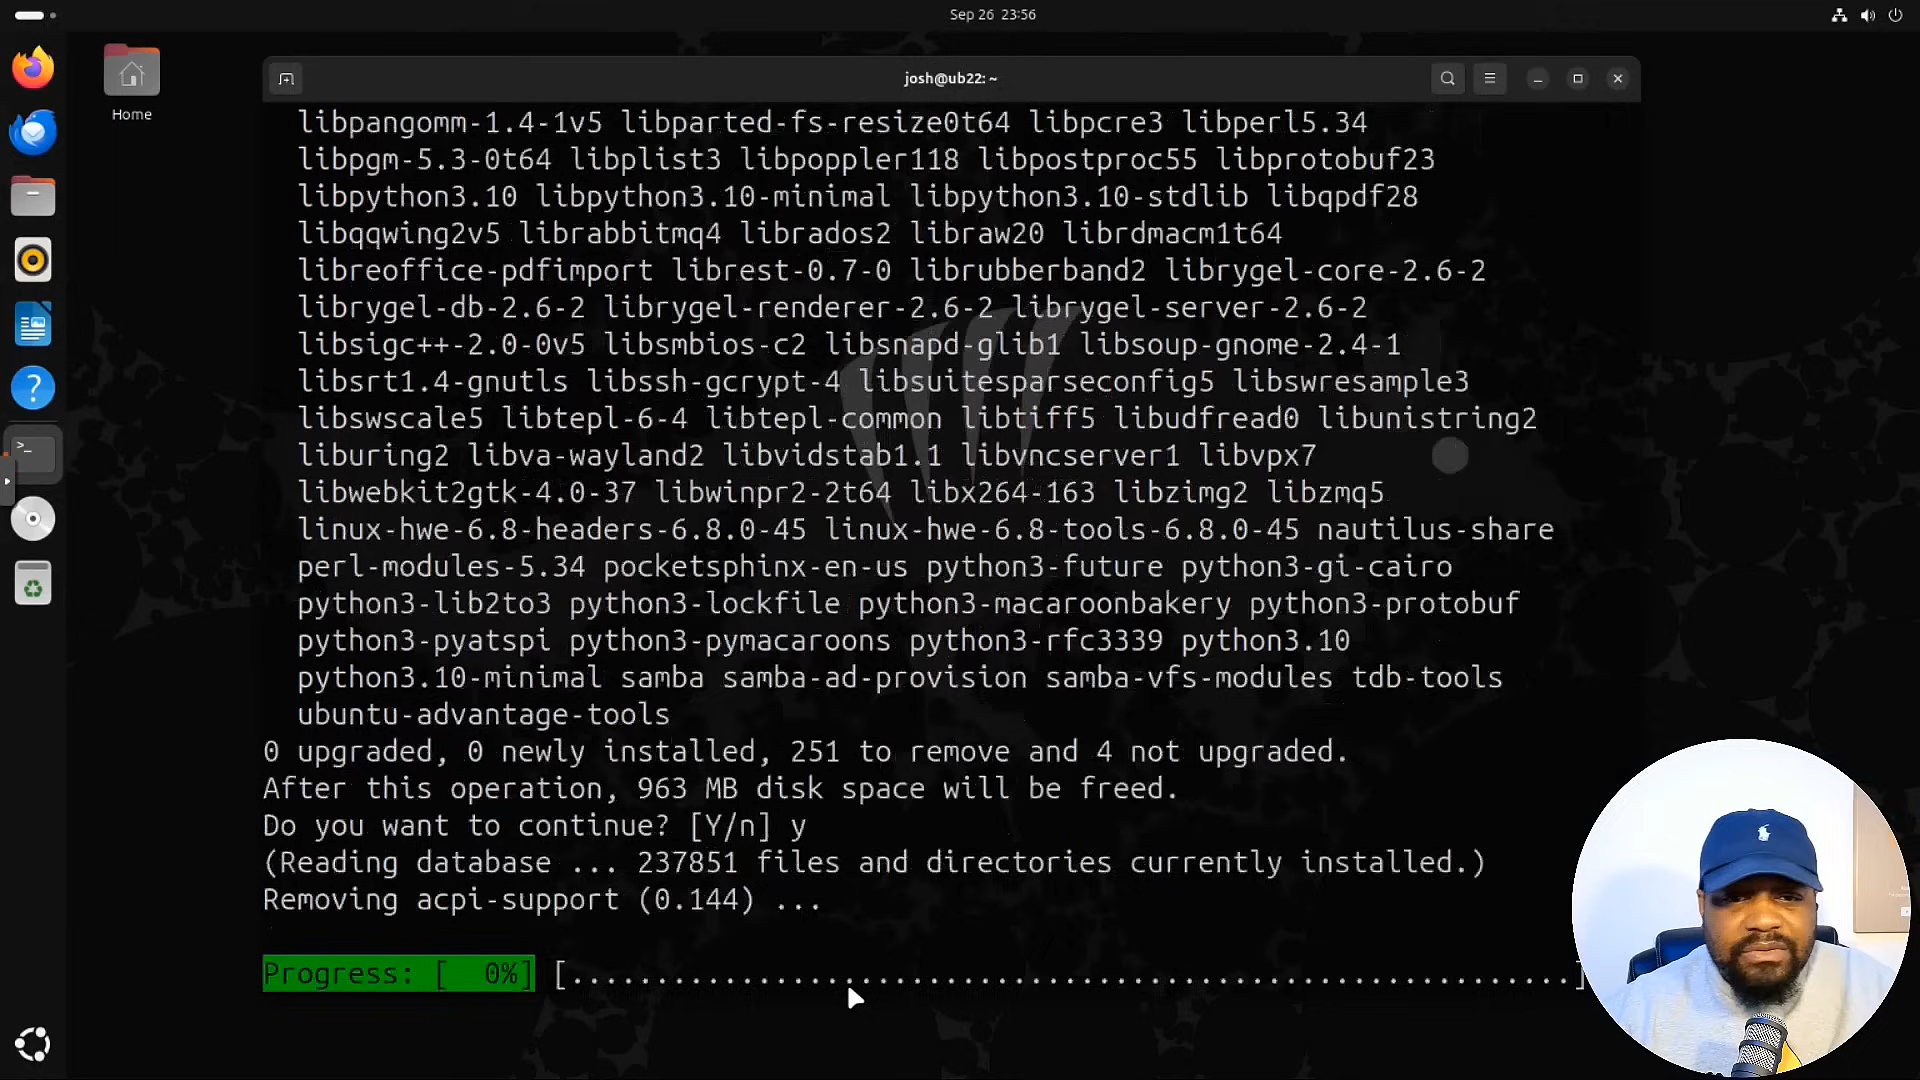 Sep 26 23:56
Home
josh@ub22: ~
libpangomm-1.4-1v5 libparted-fs-resize0t64 libpcre3 libperl5.34
libpgm-5.3-0t64 libplist3 libpoppler118 libpostproc55 libprotobuf23
libpython3.10 libpython3.10-minimal libpython3.10-stdlib libqpdf28
libqqwing2v5 librabbitmq4 librados2 libraw20 librdmacm1t64
libreoffice-pdfimport librest-0.7-0 librubberband2 librygel-core-2.6-2
librygel-db-2.6-2 librygel-renderer-2.6-2 librygel-server-2.6-2
libsigc++-2.0-0v5 libsmbios-c2 libsnapd-glib1 libsoup-gnome-2.4-1
libsrt1.4-gnutls libssh-gcrypt-4 libsuitesparseconfig5 libswresample3
libswscale5 libtepl-6-4 libtepl-common libtiff5 libudfread0 libunistring2
liburing2 libva-wayland2 libvidstab1.1 libvncserver1 libvpx7
libwebkit2gtk-4.0-37 libwinpr2-2t64 libx264-163 libzimg2 libzmq5
linux-hwe-6.8-headers-6.8.0-45 linux-hwe-6.8-tools-6.8.0-45 nautilus-share
perl-modules-5.34 pocketsphinx-en-us python3-future python3-gi-cairo
python3-lib2to3 python3-lockfile python3-macaroonbakery python3-protobuf
python3-pyatspi python3-pymacaroons python3-rfc3339 python3.10
python3.10-minimal samba samba-ad-provision samba-vfs-modules tdb-tools
ubuntu-advantage-tools
0 upgraded, 0 newly installed, 251 to remove and 4 not upgraded.
After this operation, 963 MB disk space will be freed.
Do you want to continue? [Y/n] y
(Reading database ... 237851 files and directories currently installed.)
Removing acpi-support (0.144) ...
Progress: [  0%] [...........................................................]